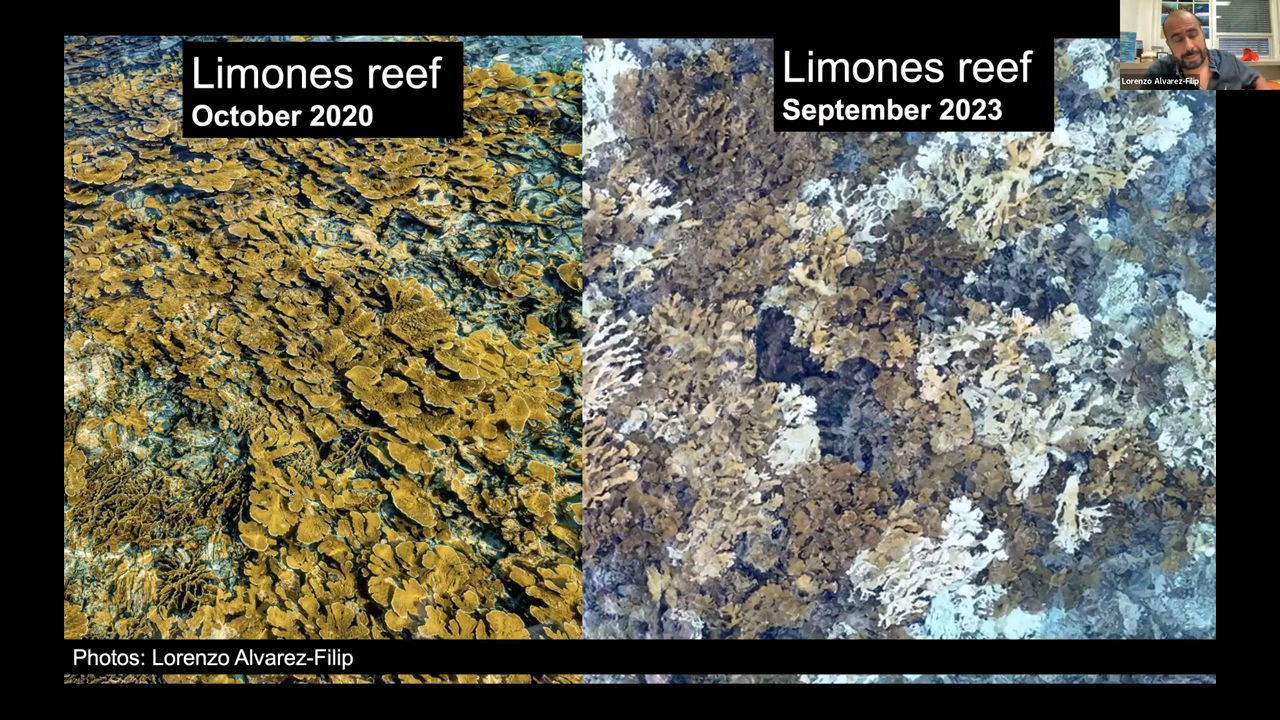 Limones reef
October 2020
Limones reef
September 2023
Lorenzo Alvarez-Filip
Photos: Lorenzo Alvarez-Filip